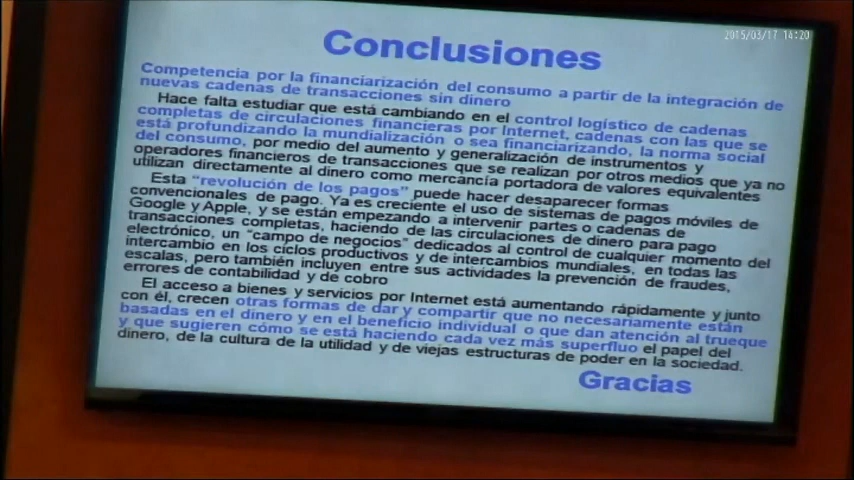 2015/03/17 14:20
Conclusiones
Competencia por la financiarización del consumo a partir de la integración de
nuevas cadenas de transacciones sin dinero
Hace falta estudiar que está cambiando en el control logístico de cadenas
completas de circulaciones financieras por Internet, cadenas con las que se
está profundizando la mundialización o sea financiarizando, la norma social
del consumo, por medio del aumento y generalización de instrumentos y
operadores financieros de transacciones que se realizan por otros medios que ya no
utilizan directamente al dinero como mercancía portadora de valores equivalentes
Esta "revolución de los pagos" puede hacer desaparecer formas
convencionales de pago. Ya es creciente el uso de sistemas de pagos móviles de
Google y Apple, y se están empezando a intervenir partes o cadenas de
transacciones completas, haciendo de las circulaciones de dinero para pago
electrónico, un "campo de negocios" dedicados al control de cualquier momento del
intercambio en los ciclos productivos y de intercambios mundiales, en todas las
escalas, pero también incluyen entre sus actividades la prevención de fraudes,
errores de contabilidad y de cobro
El acceso a bienes y servicios por Internet está aumentando rápidamente y junto
con él, crecen otras formas de dar y compartir que no necesariamente están
basadas en el dinero y en el beneficio individual o que dan atención al trueque
y que sugieren cómo se está haciendo cada vez más superfluo el papel del
dinero, de la cultura de la utilidad y de viejas estructuras de poder en la sociedad.
Gracias